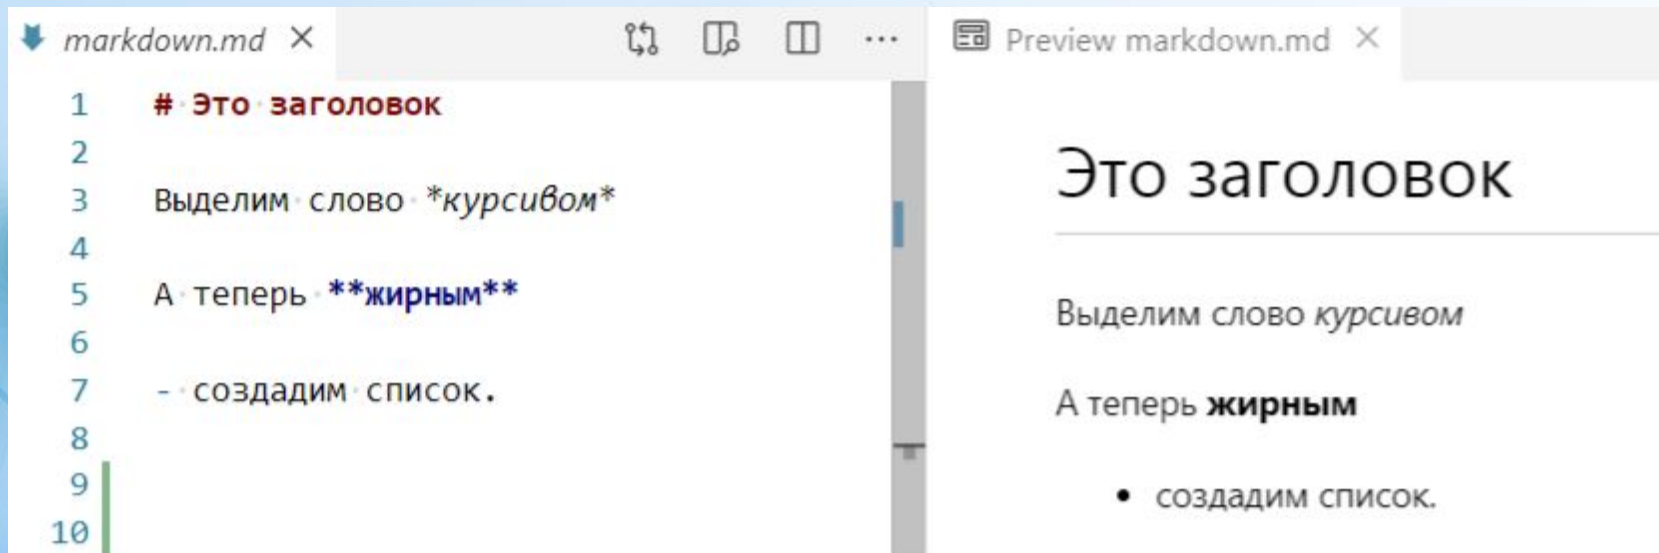 markdown.md
1 # Это заголовок
2
3 Выделим слово *курсивом*
4
5 А теперь **жирным**
6
7 - создадим список.
8
9
10
Preview markdown.md
Это заголовок
Выделим слово курсивом
А теперь жирным
• создадим список.